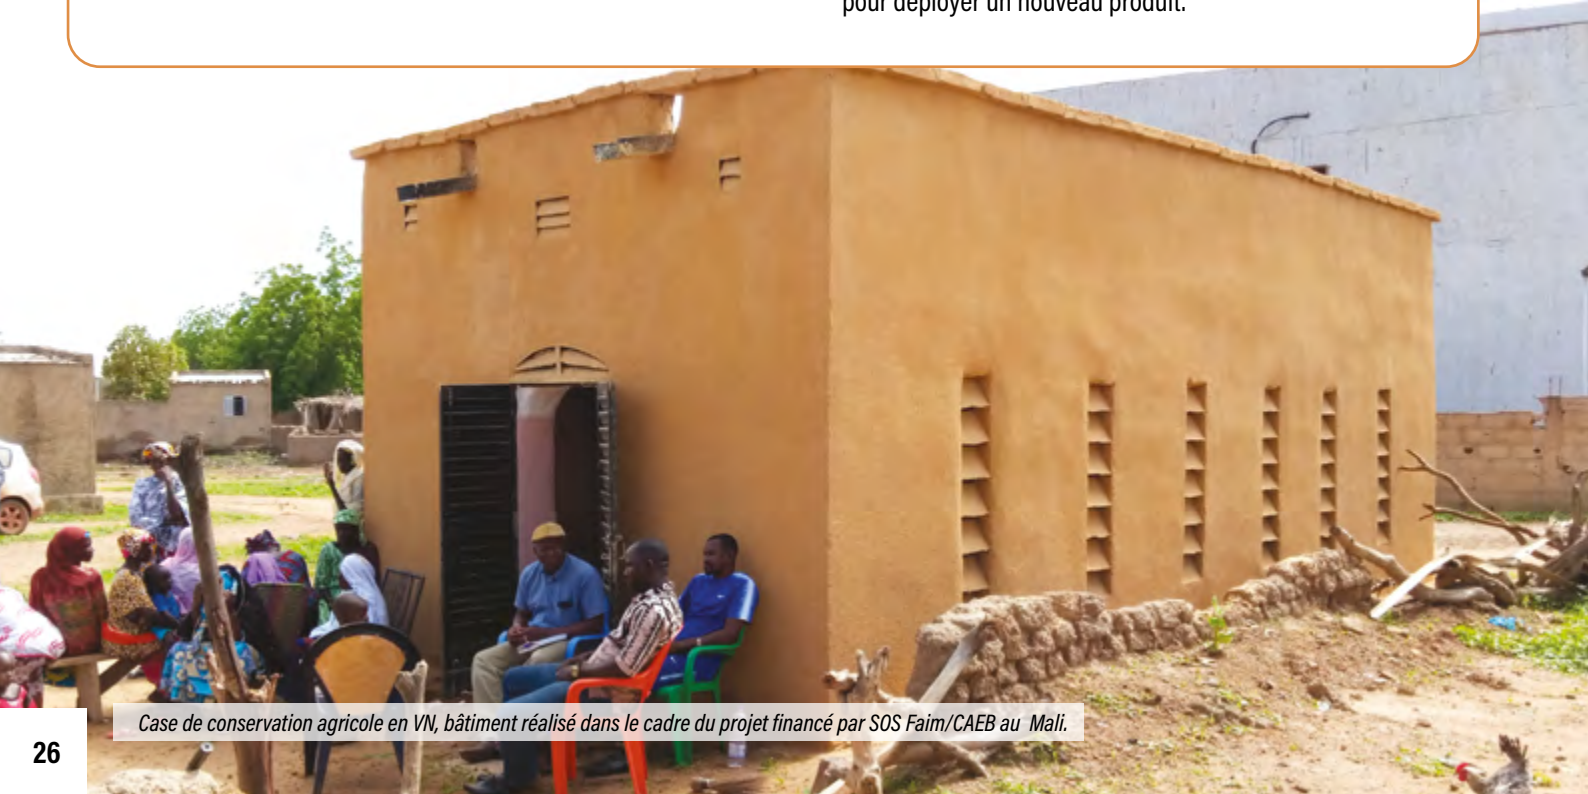 pour déployer un nouveau produit.
Case de conservation agricole en VN, bâtiment réalisé dans le cadre du projet financé par SOS Faim/CAEB au Mali.
26